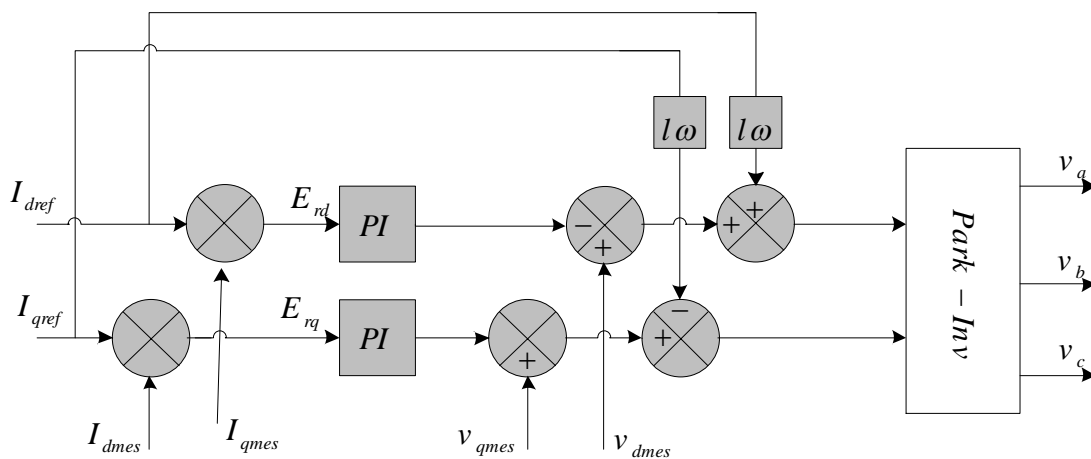 lω lω
I_dref E_rd PI − + + + v_a
I_qref E_rq PI + + − Park – Inv v_b
v_c
I_dmes I_qmes v_qmes v_dmes